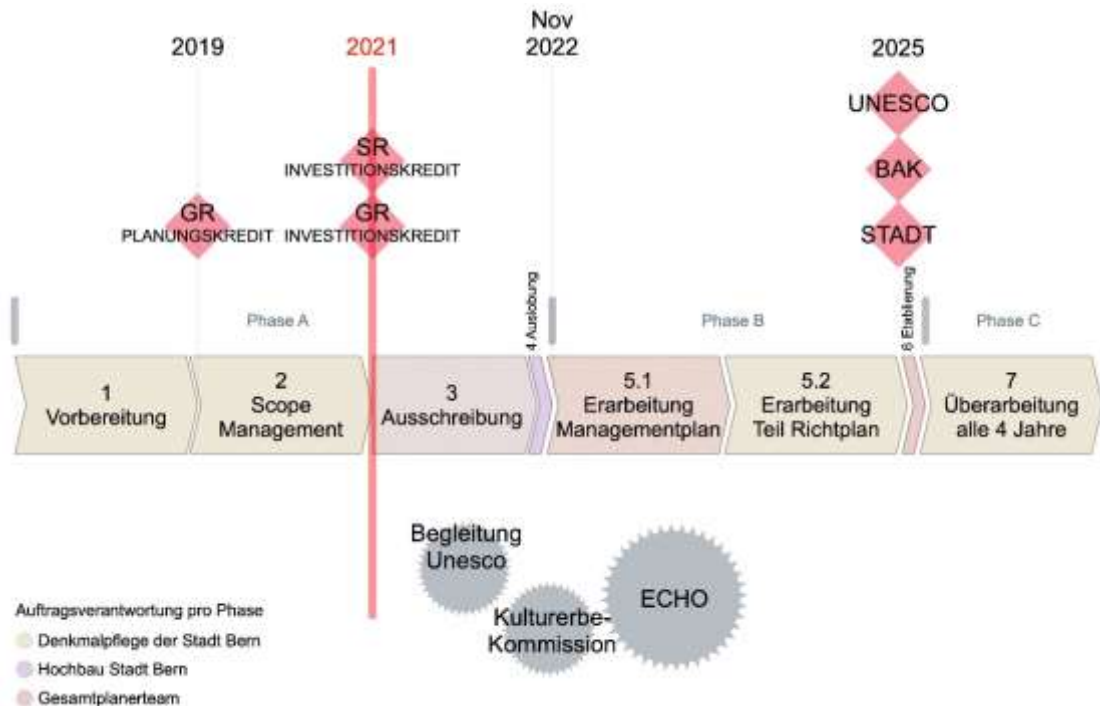 2019
2021
Nov
2022
2025
UNESCO
SR
INVESTITIONSKREDIT
BAK
GR
PLANUNGSKREDIT
GR
INVESTITIONSKREDIT
STADT
Phase A
4 Auslobung
Phase B
6 Etablierung
Phase C
1
Vorbereitung
2
Scope
Management
3
Ausschreibung
5.1
Erarbeitung
Managementplan
5.2
Erarbeitung
Teil Richtplan
7
Überarbeitung
alle 4 Jahre
Begleitung
Unesco
Kulturerbe-
Kommission
ECHO
Auftragsverantwortung pro Phase
Denkmalpflege der Stadt Bern
Hochbau Stadt Bern
Gesamtplanerteam